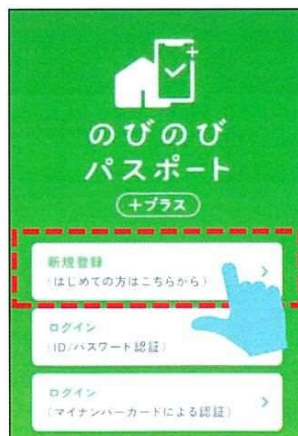 のびのび
パスポート
+プラス
新規登録
(はじめての方はこちらから)
ログイン
(ID/パスワード認証)
ログイン
(マイナンバーカードによる認証)